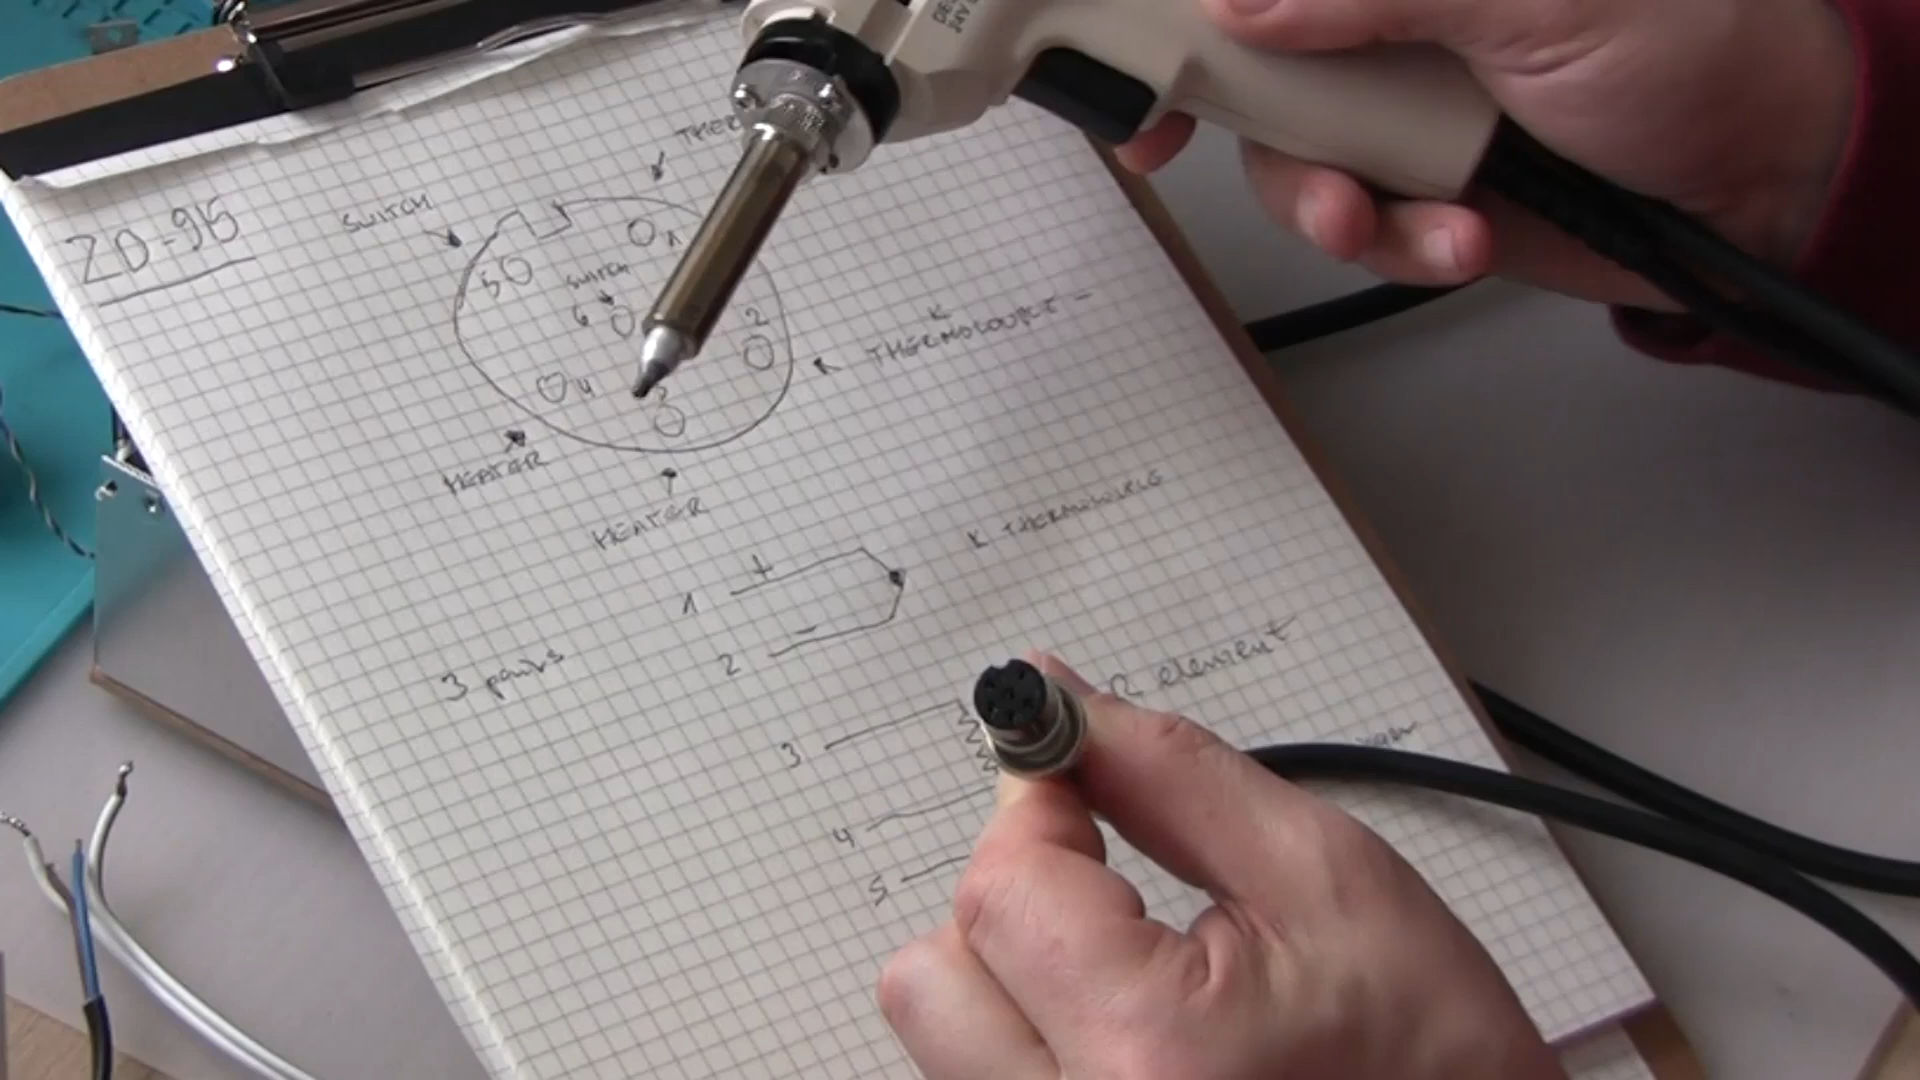 ZD-915
SWITCH
THER
5
1
SWITCH
6
2
K
THERMOCOUPLE -
4
3
HEATER
HEATER
K THERMOCOUPLE
1 +
2 -
3 pairs
R element
3
4
5